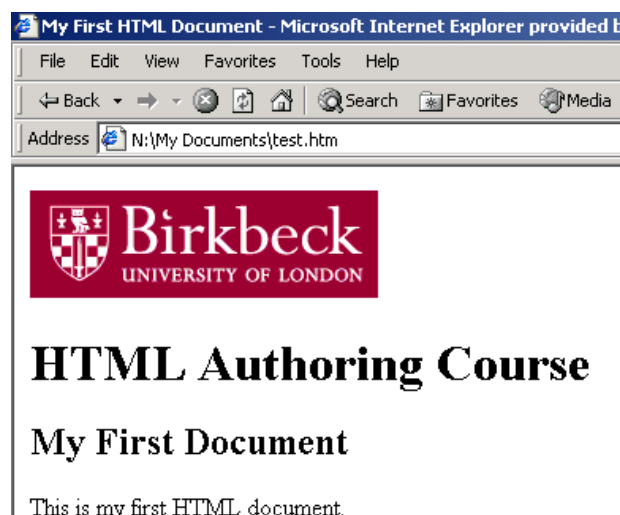 My First HTML Document - Microsoft Internet Explorer provided b
File Edit View Favorites Tools Help
Back Search Favorites Media
Address N:\My Documents\test.htm
Birkbeck
UNIVERSITY OF LONDON
HTML Authoring Course
My First Document
This is my first HTML document.